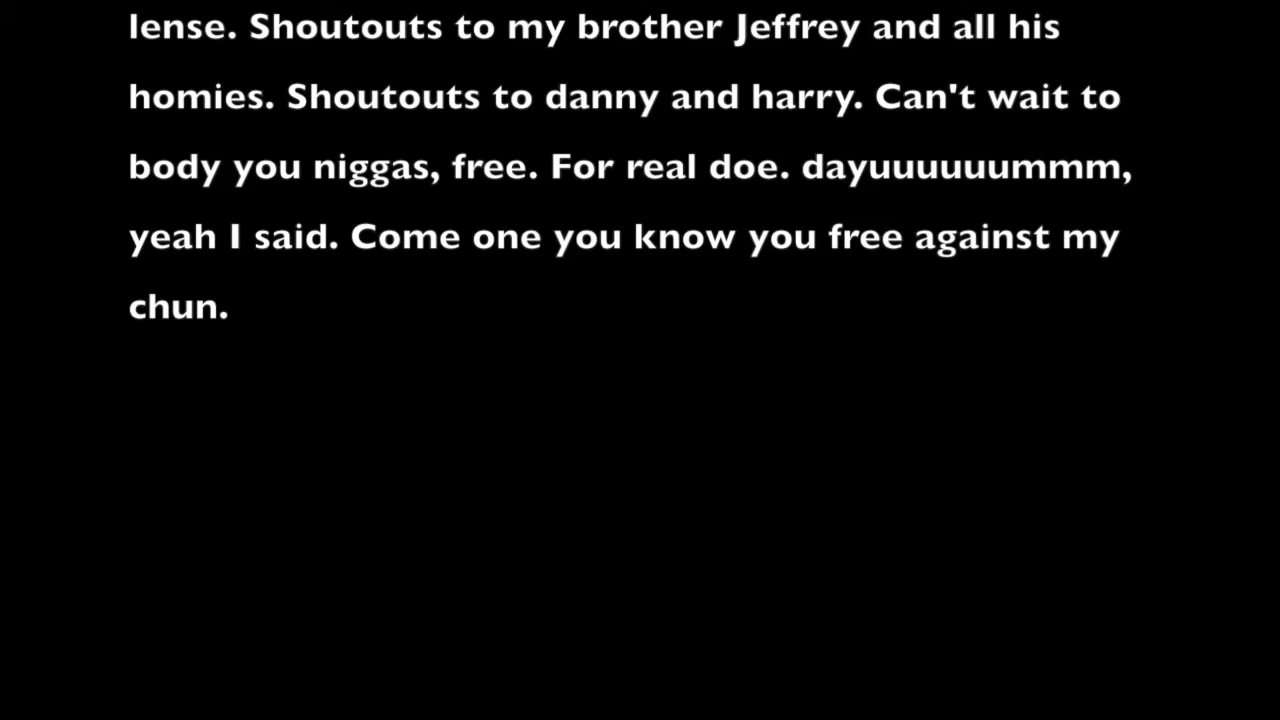 lense. Shoutouts to my brother Jeffrey and all his
homies. Shoutouts to danny and harry. Can't wait to
body you niggas, free. For real doe. dayuuuuuuummm,
yeah I said. Come one you know you free against my
chun.